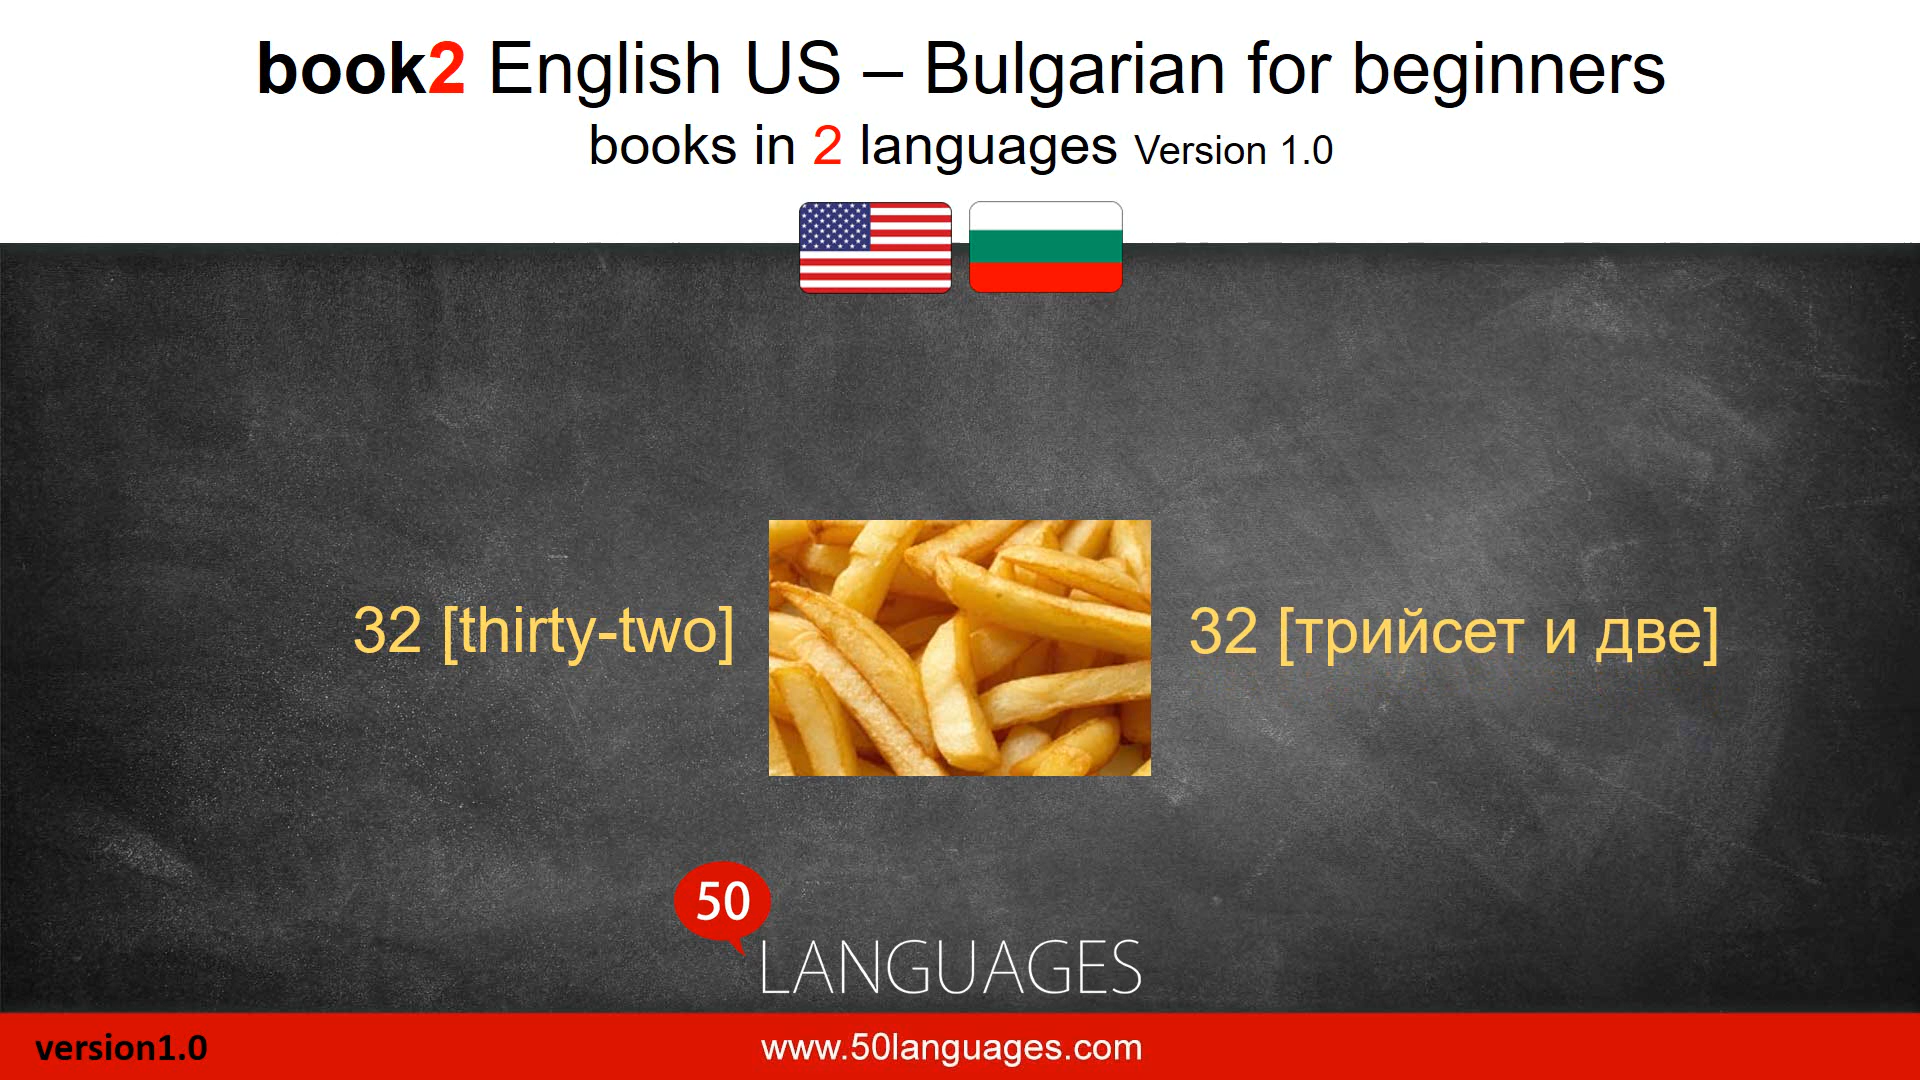 book2 English US – Bulgarian for beginners
books in 2 languages Version 1.0
32 [thirty-two]
32 [трийсет и две]
50
LANGUAGES
version1.0
www.50languages.com